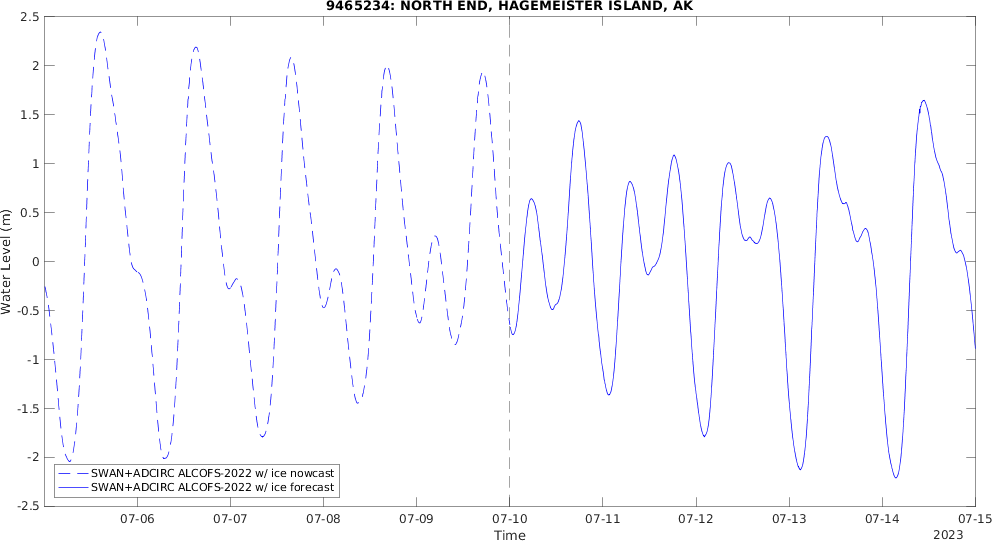 9465234: NORTH END, HAGEMEISTER ISLAND, AK
Water Level (m)
2.5
2
1.5
1
0.5
0
-0.5
-1
-1.5
-2
-2.5
SWAN+ADCIRC ALCOFS-2022 w/ ice nowcast
SWAN+ADCIRC ALCOFS-2022 w/ ice forecast
07-06 07-07 07-08 07-09 07-10 07-11 07-12 07-13 07-14 07-15
Time
2023